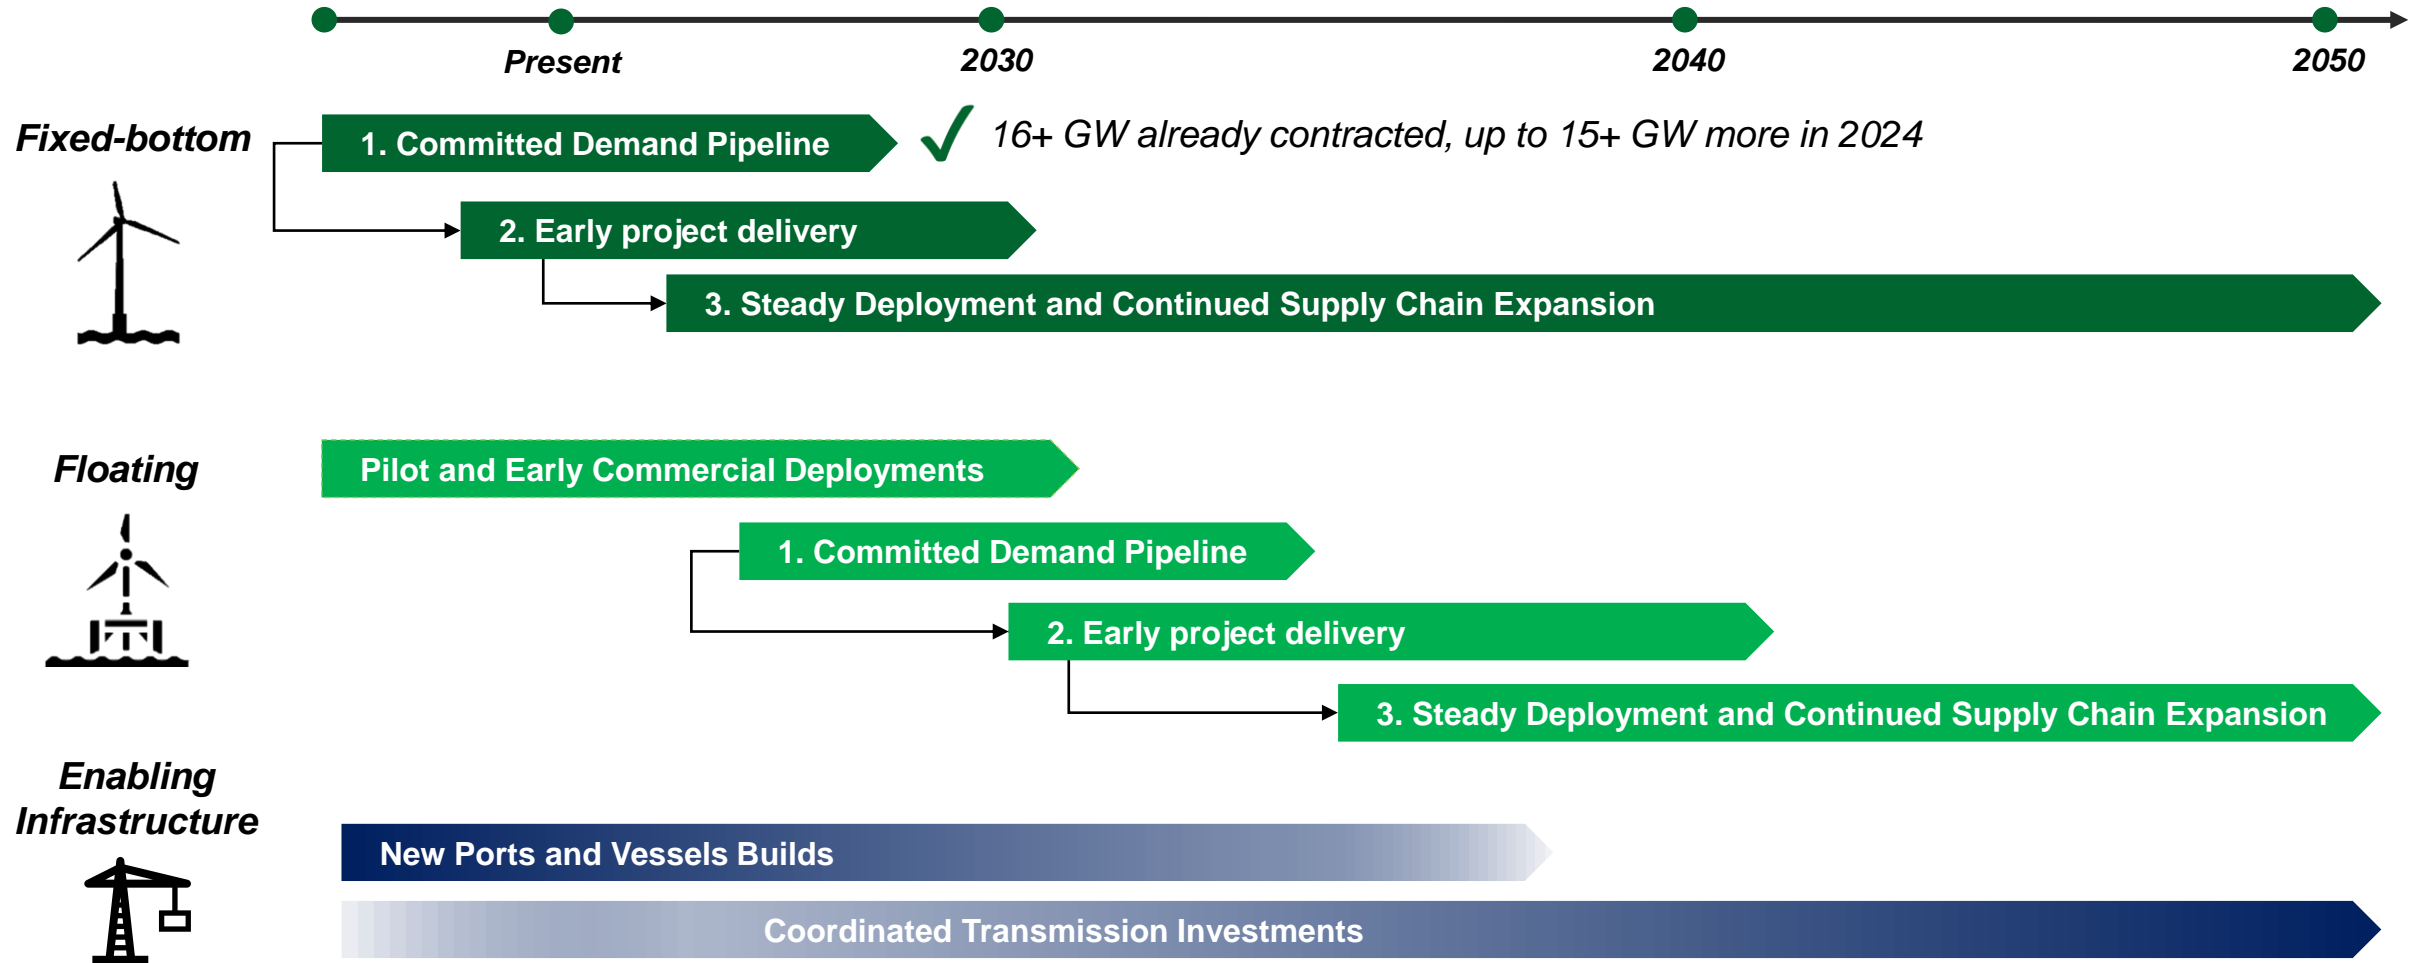 Present
2030
2040
2050
Fixed-bottom
1. Committed Demand Pipeline
16+ GW already contracted, up to 15+ GW more in 2024
2. Early project delivery
3. Steady Deployment and Continued Supply Chain Expansion
Floating
Pilot and Early Commercial Deployments
1. Committed Demand Pipeline
2. Early project delivery
3. Steady Deployment and Continued Supply Chain Expansion
Enabling
Infrastructure
New Ports and Vessels Builds
Coordinated Transmission Investments